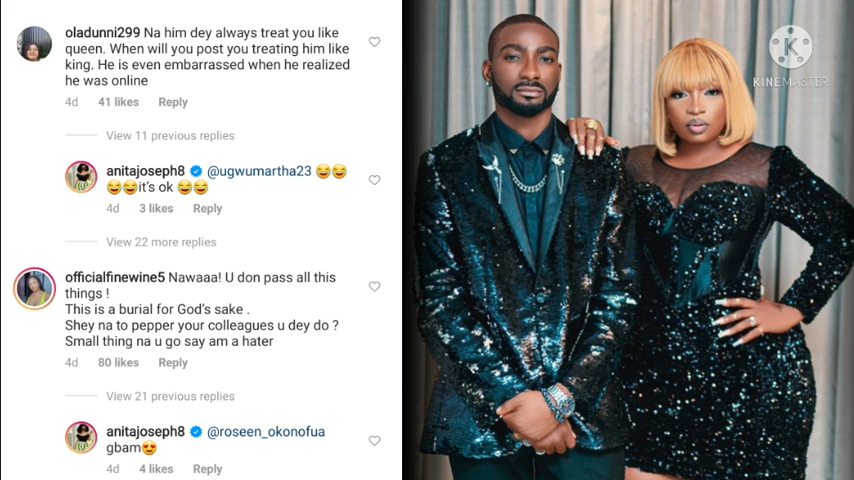 oladunni299 Na him dey always treat you like
queen. When will you post you treating him like
king. He is even embarrassed when he realized
he was online
4d 41 likes Reply
View 11 previous replies
anitajoseph8 @ugwumartha23 😂😂
😂😂it's ok 😂😂
4d 3 likes Reply
View 22 more replies
officialfinewine5 Nawaaa! U don pass all this
things !
This is a burial for God's sake .
Shey na to pepper your colleagues u dey do ?
Small thing na u go say am a hater
4d 80 likes Reply
View 21 previous replies
anitajoseph8 @roseen_okonofua
gbam😍
4d 4 likes Reply
K
KINEMASTER